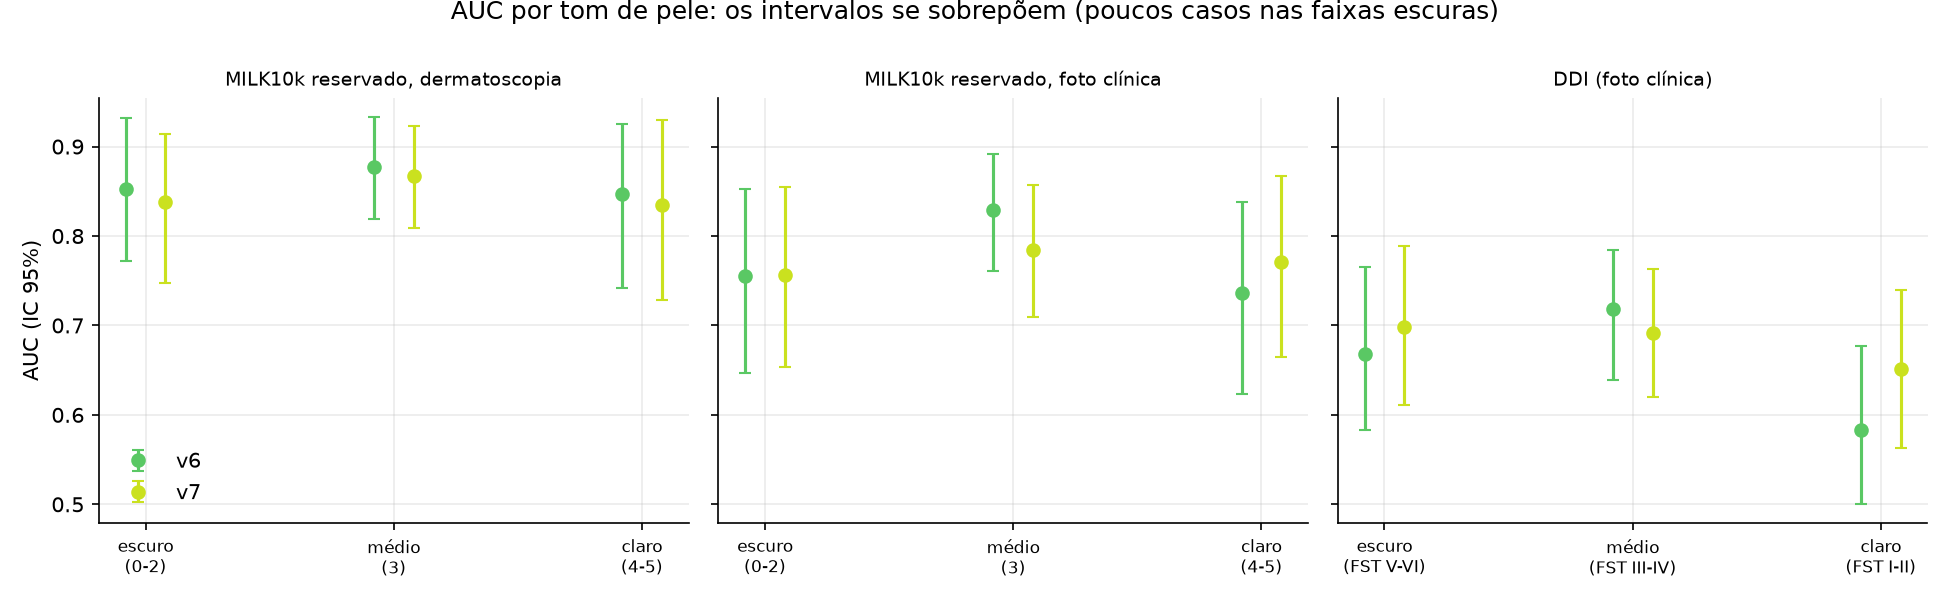 AUC por tom de pele: os intervalos se sobrepõem (poucos casos nas faixas escuras)
MILK10k reservado, dermatoscopia
MILK10k reservado, foto clínica
DDI (foto clínica)
AUC (IC 95%)
0.9
0.8
0.7
0.6
0.5
v6
v7
escuro
(0-2)
médio
(3)
claro
(4-5)
escuro
(0-2)
médio
(3)
claro
(4-5)
escuro
(FST V-VI)
médio
(FST III-IV)
claro
(FST I-II)